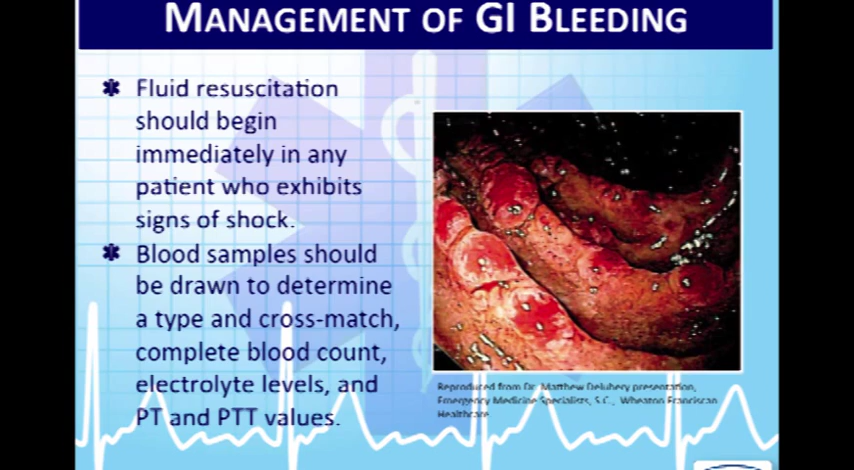 MANAGEMENT OF GI BLEEDING
Fluid resuscitation
should begin
immediately in any
patient who exhibits
signs of shock.
Blood samples should
be drawn to determine
a type and cross-match,
complete blood count,
electrolyte levels, and
PT and PTT values.
Reproduced from Dr. Matthew Deluhery presentation,
Emergency Medicine Specialists, S.C., Wheaton Franciscan
Healthcare